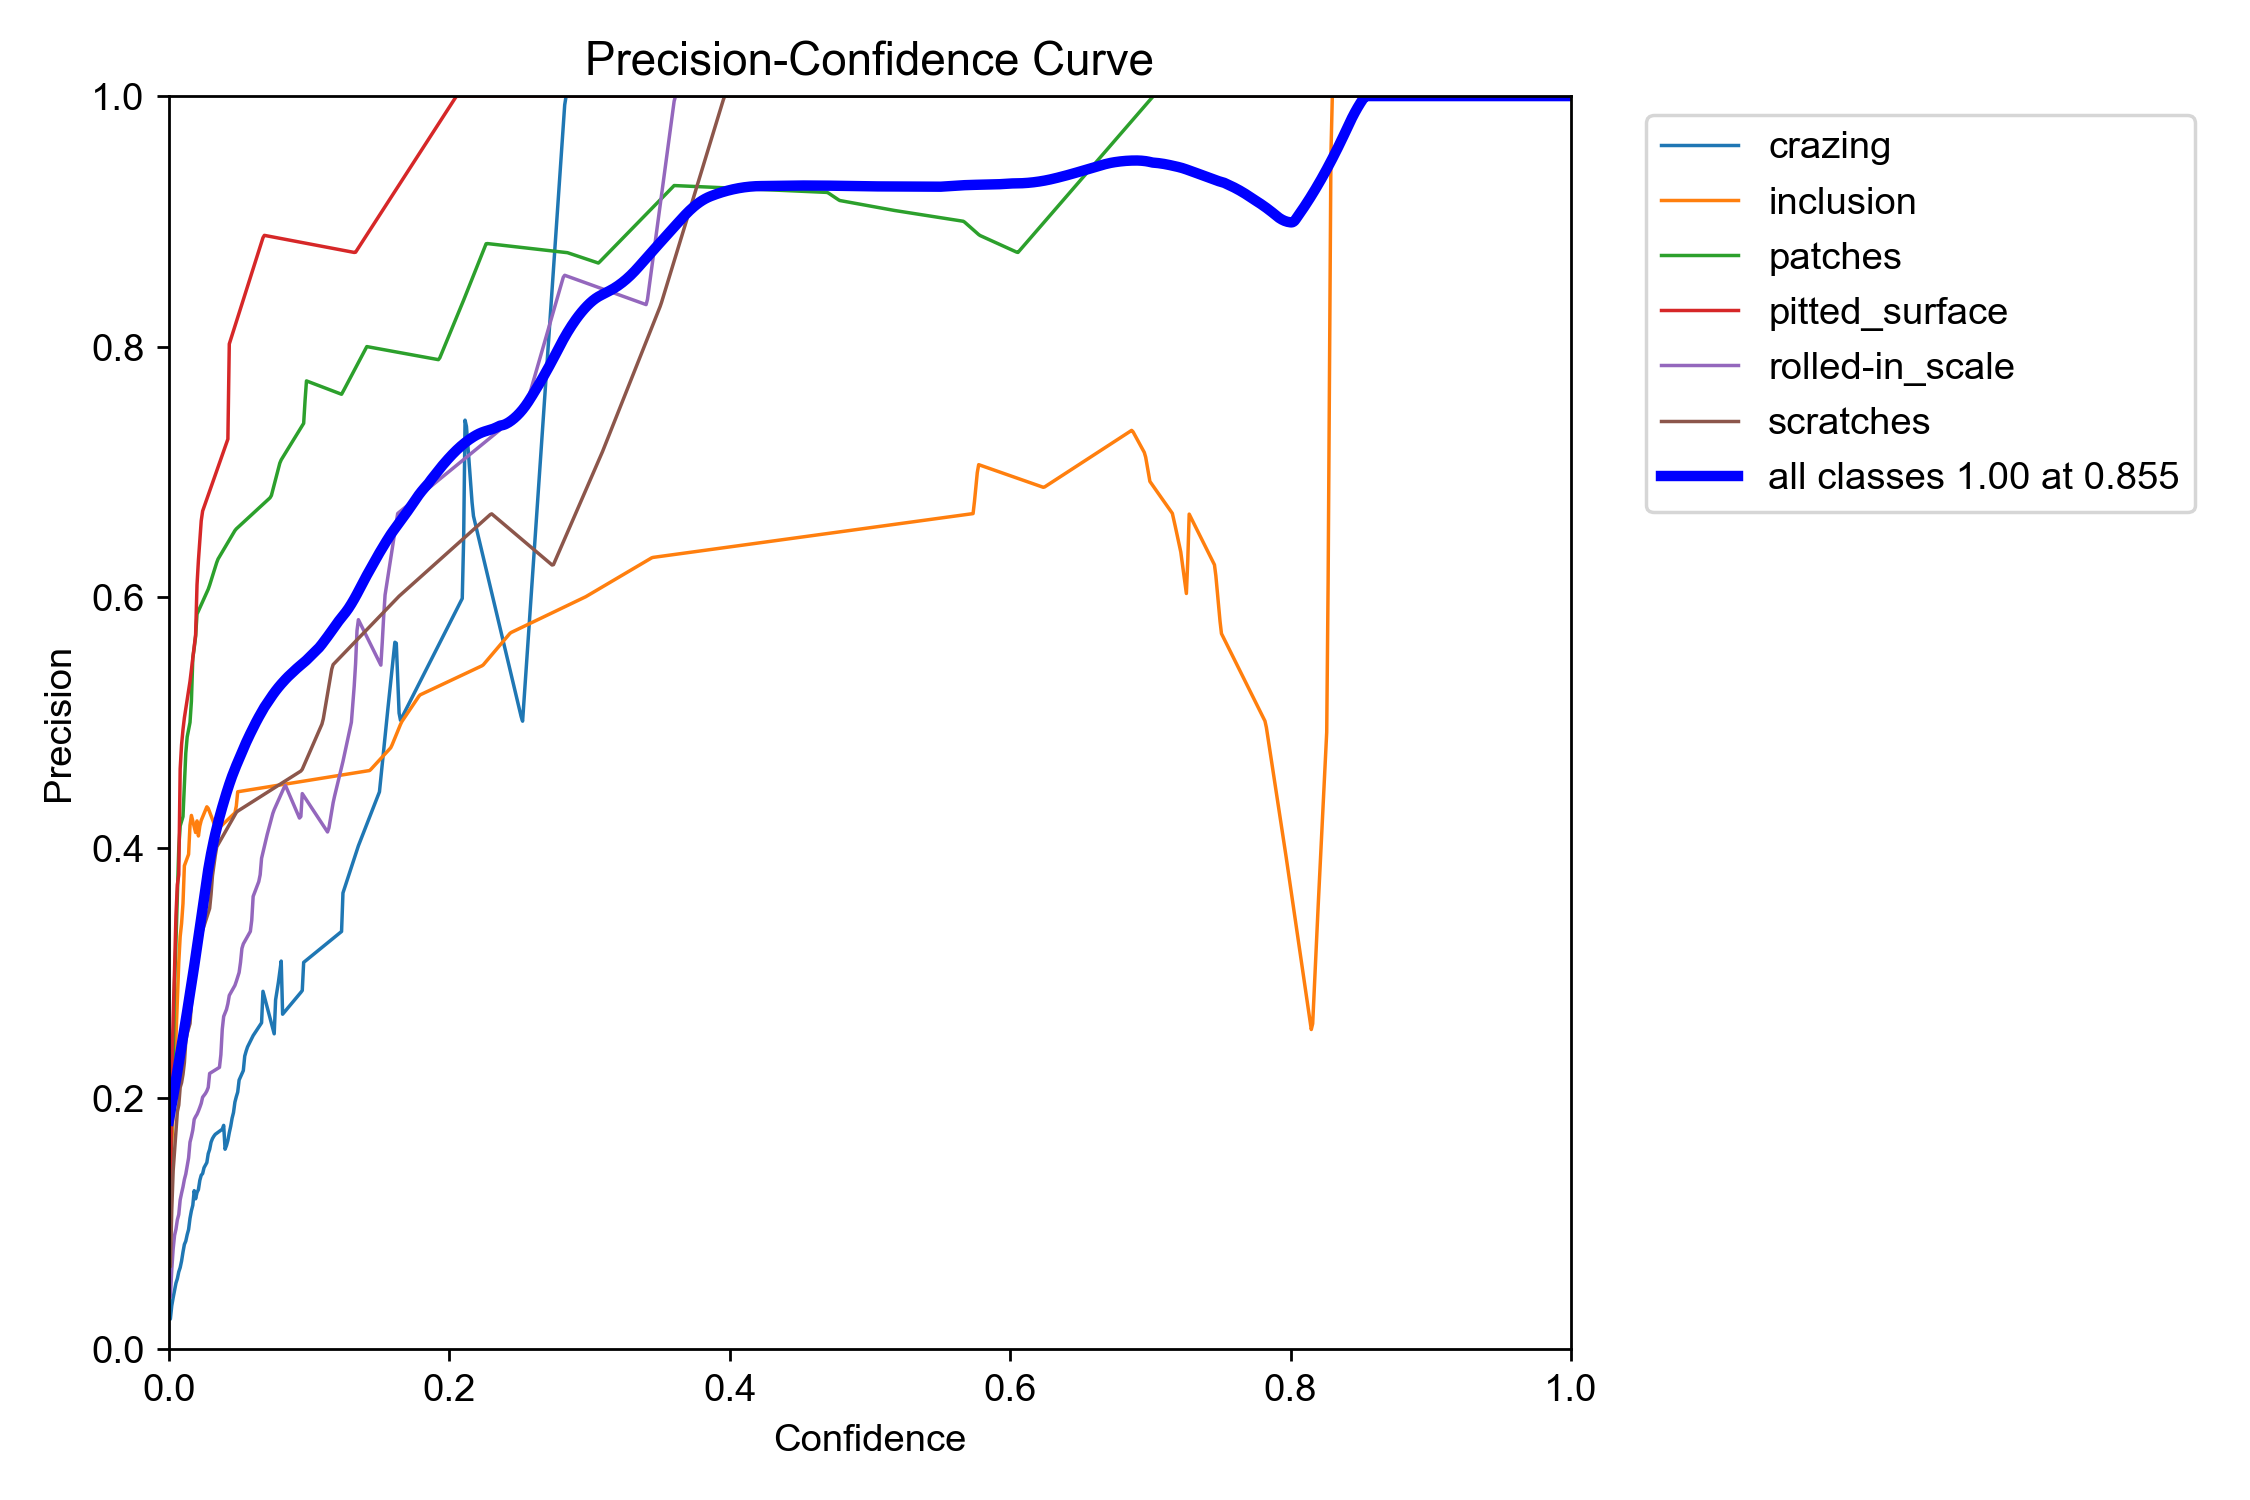 Precision-Confidence Curve
1.0
0.8
0.6
0.4
0.2
0.0
Precision
0.0 0.2 0.4 0.6 0.8 1.0
Confidence
crazing
inclusion
patches
pitted_surface
rolled-in_scale
scratches
all classes 1.00 at 0.855